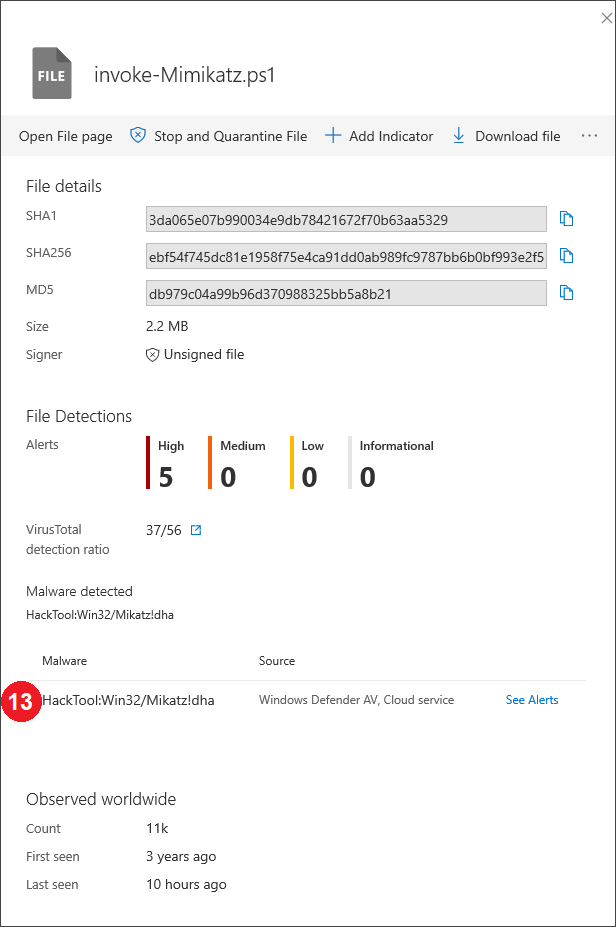 FILE
invoke-Mimikatz.ps1
Open File page Stop and Quarantine File Add Indicator Download file ...
File details
SHA1 3da065e07b990034e9db78421672f70b63aa5329
SHA256 ebf54f745dc81e1958f75e4ca91dd0ab989fc9787bb6b0bf993e2f5
MD5 db979c04a99b96d370988325bb5a8b21
Size 2.2 MB
Signer Unsigned file
File Detections
Alerts High Medium Low Informational
5 0 0 0
VirusTotal 37/56
detection ratio
Malware detected
HackTool:Win32/Mikatz!dha
Malware Source
13 HackTool:Win32/Mikatz!dha Windows Defender AV, Cloud service See Alerts
Observed worldwide
Count 11k
First seen 3 years ago
Last seen 10 hours ago